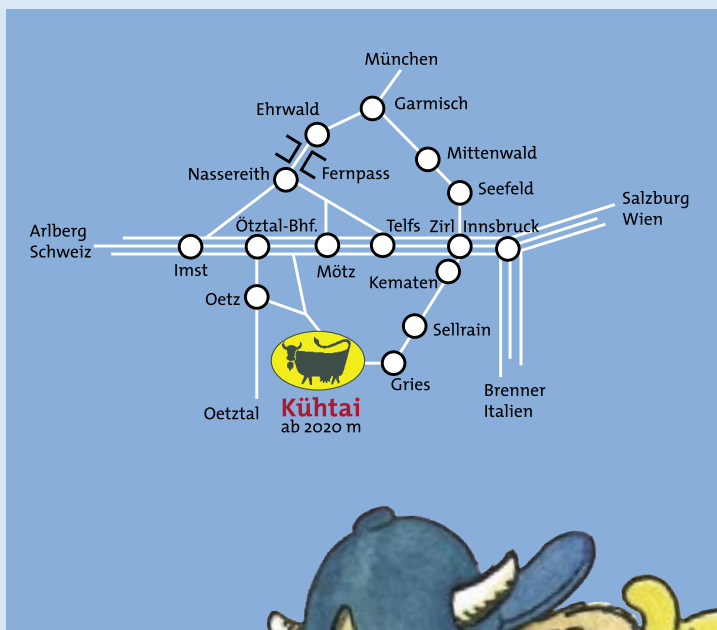 München
Ehrwald
Garmisch
Mittenwald
Nassereith
Fernpass
Seefeld
Salzburg
Wien
Arlberg
Schweiz
Ötztal-Bhf.
Telfs
Zirl
Innsbruck
Imst
Mötz
Kematen
Oetz
Sellrain
Gries
Brenner
Italien
Oetztal
Kühtai
ab 2020 m